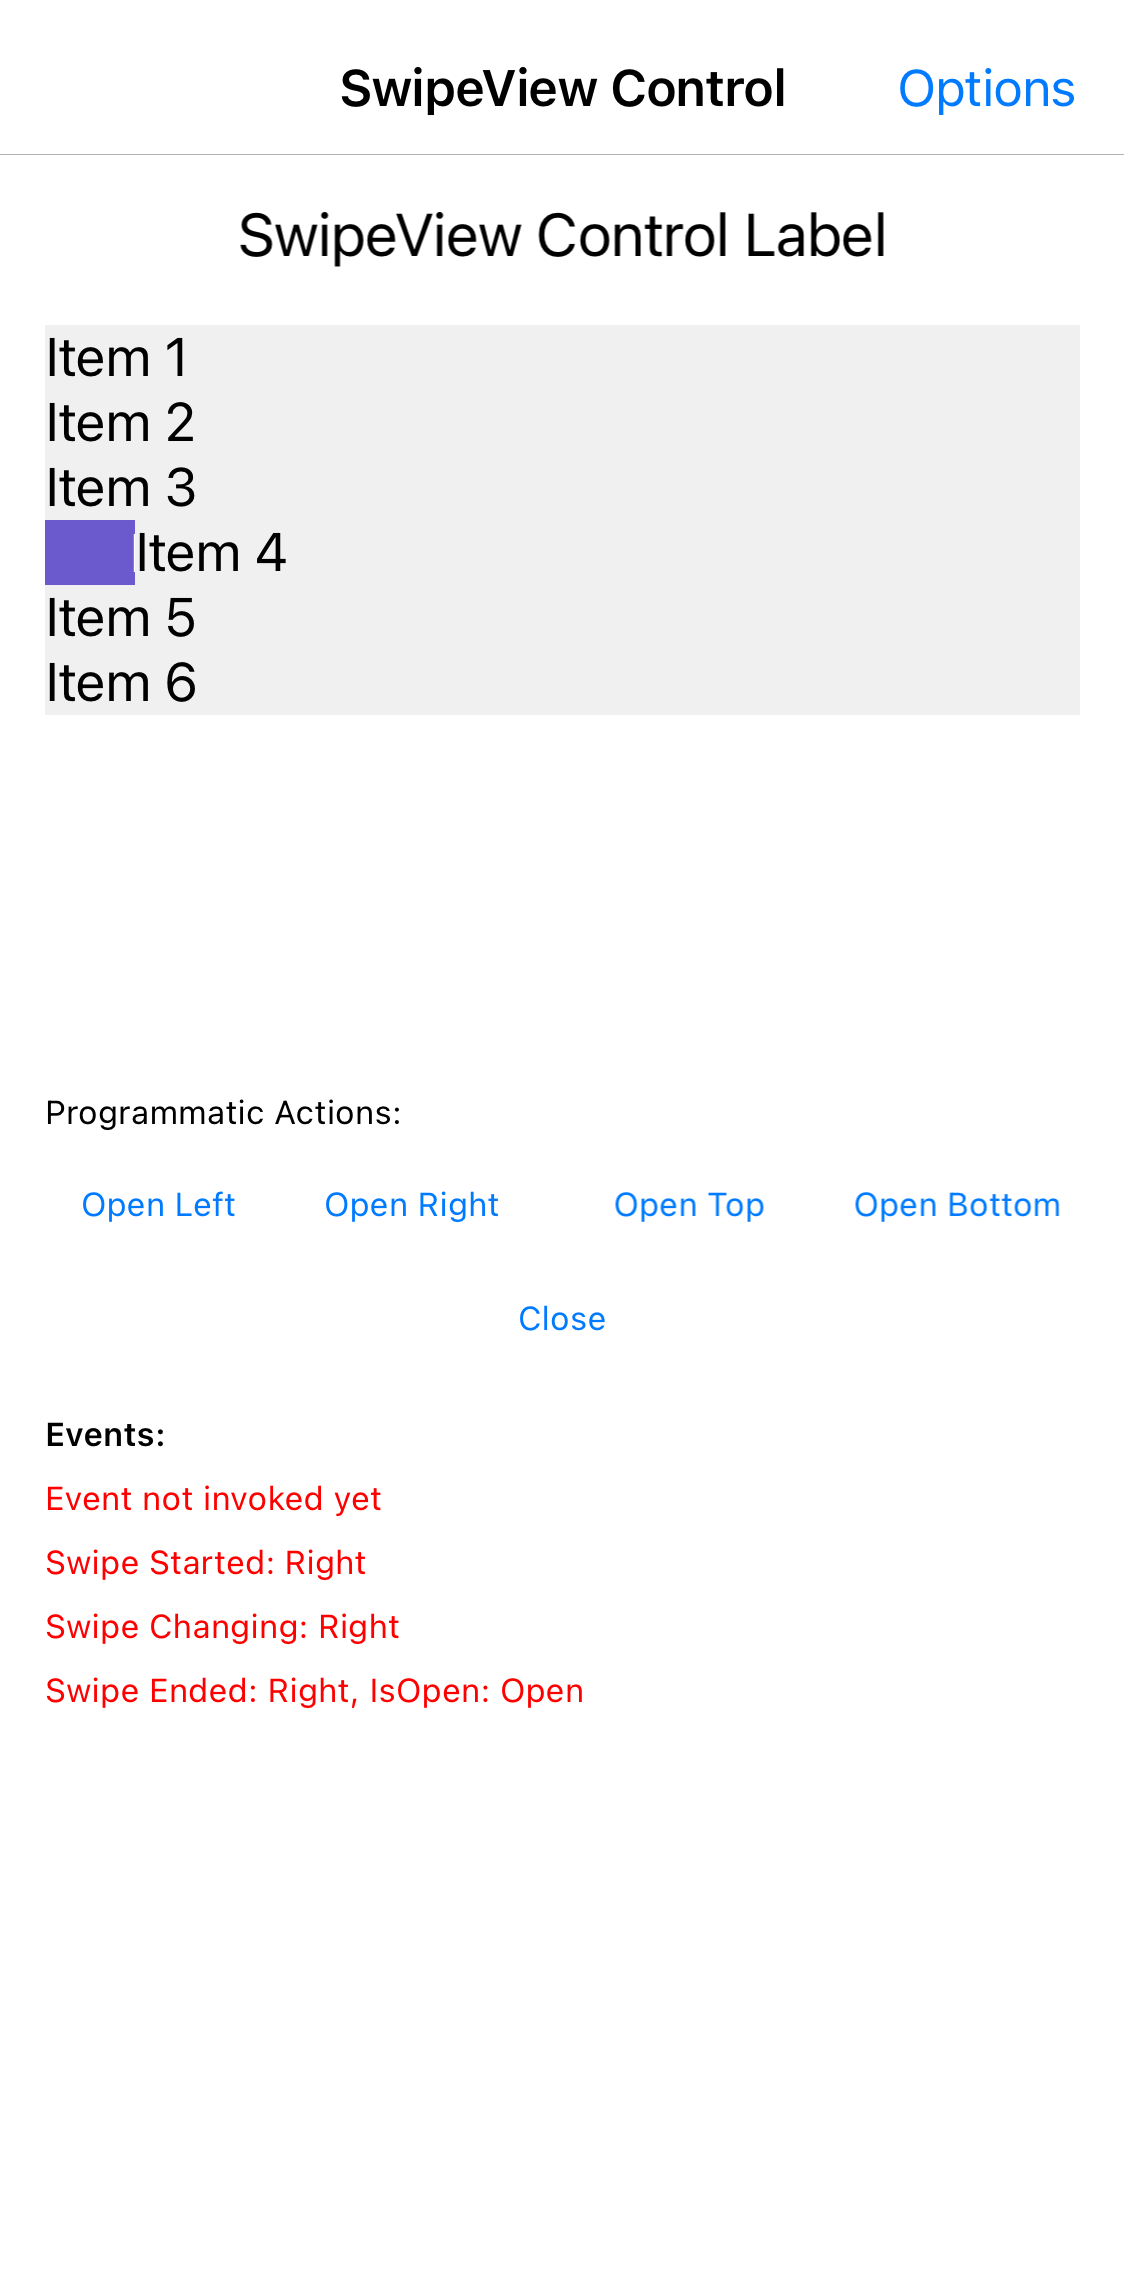 SwipeView Control Options
SwipeView Control Label
Item 1
Item 2
Item 3
Item 4
Item 5
Item 6
Programmatic Actions:
Open Left Open Right Open Top Open Bottom
Close
Events:
Event not invoked yet
Swipe Started: Right
Swipe Changing: Right
Swipe Ended: Right, IsOpen: Open